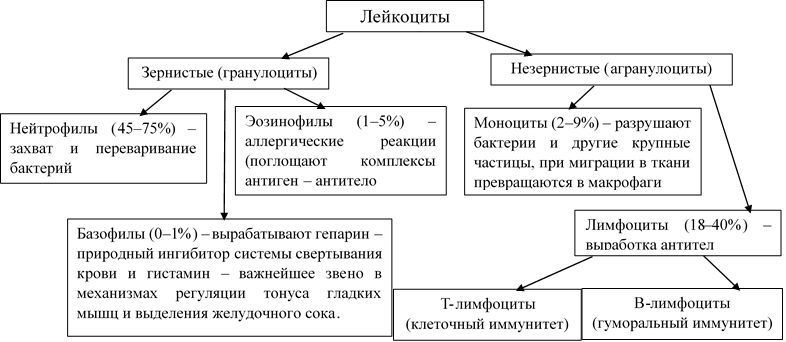 Лейкоциты
Зернистые (гранулоциты)
Незернистые (агранулоциты)
Нейтрофилы (45–75%) –
захват и переваривание
бактерий
Эозинофилы (1–5%) –
аллергические реакции
(поглощают комплексы
антиген – антитело
Моноциты (2–9%) – разрушают
бактерии и другие крупные
частицы, при миграции в ткани
превращаются в макрофаги
Базофилы (0–1%) – вырабатывают гепарин –
природный ингибитор системы свертывания
крови и гистамин – важнейшее звено в
механизмах регуляции тонуса гладких
мышц и выделения желудочного сока.
Лимфоциты (18–40%) –
выработка антител
Т-лимфоциты
(клеточный иммунитет)
В-лимфоциты
(гуморальный иммунитет)